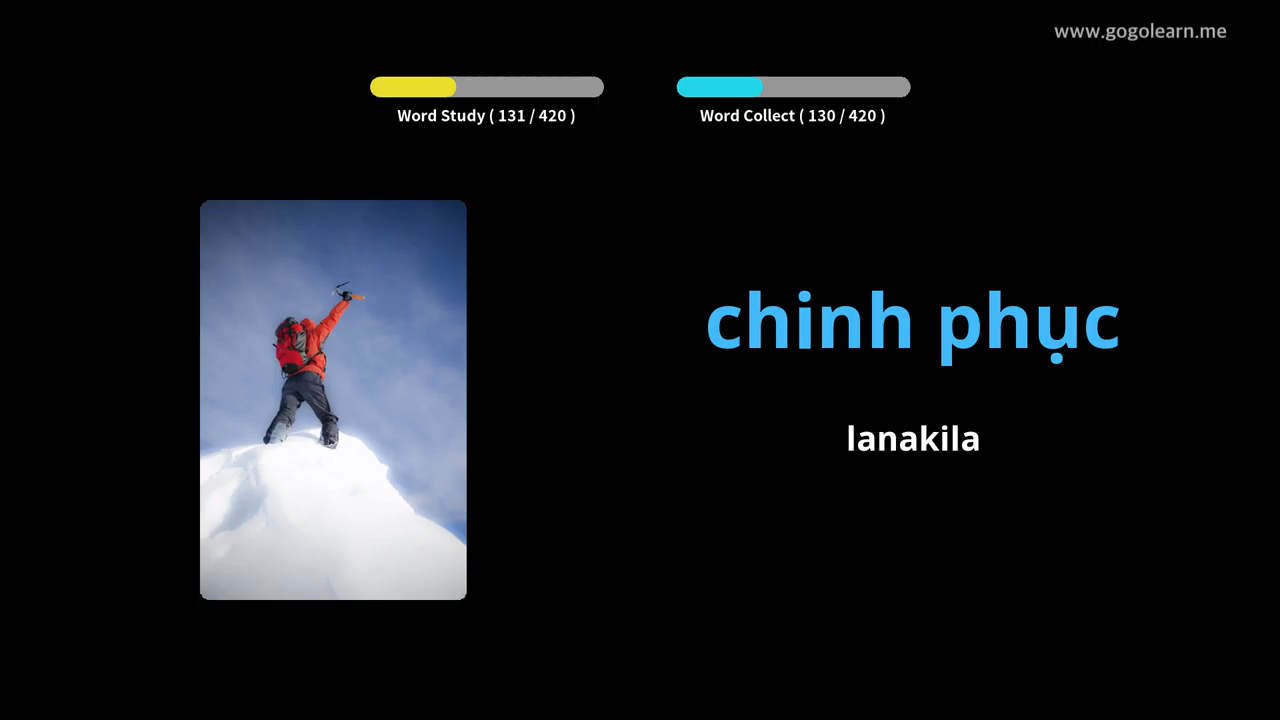 www.gogolearn.me
Word Study ( 131 / 420 )
Word Collect ( 130 / 420 )
chinh phục
lanakila